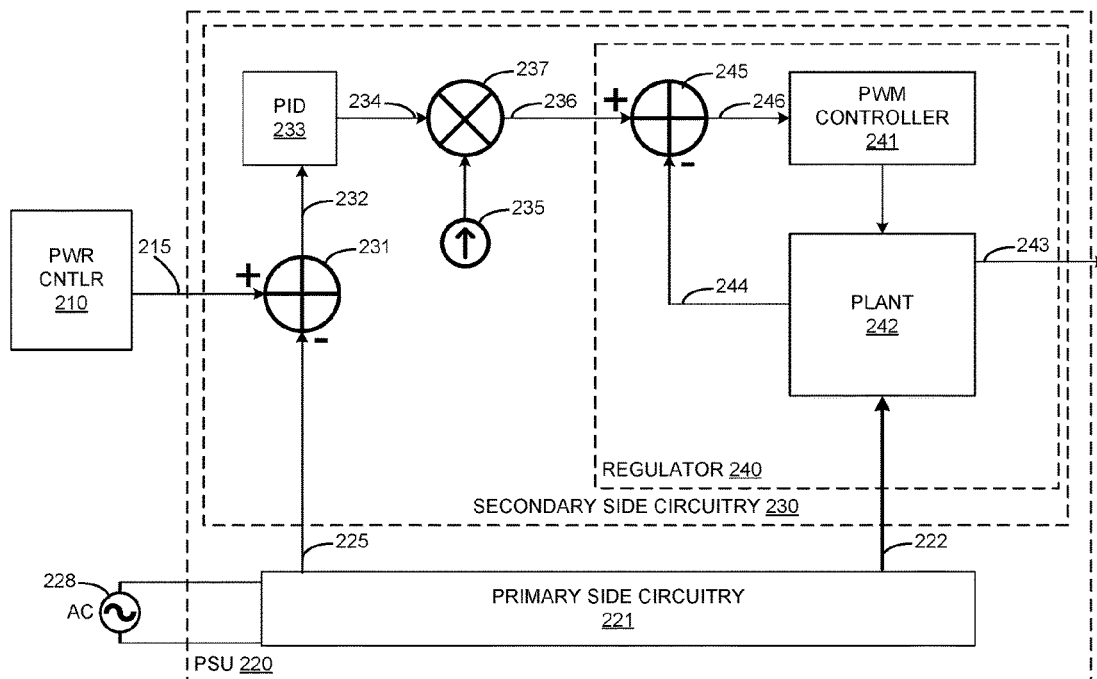 237
245
PID
233
234
236
+
246
PWM
CONTROLLER
241
-
232
235
231
PWR
CNTLR
210
215
+
-
244
243
PLANT
242
REGULATOR 240
SECONDARY SIDE CIRCUITRY 230
225
222
228
AC
PRIMARY SIDE CIRCUITRY
221
PSU 220